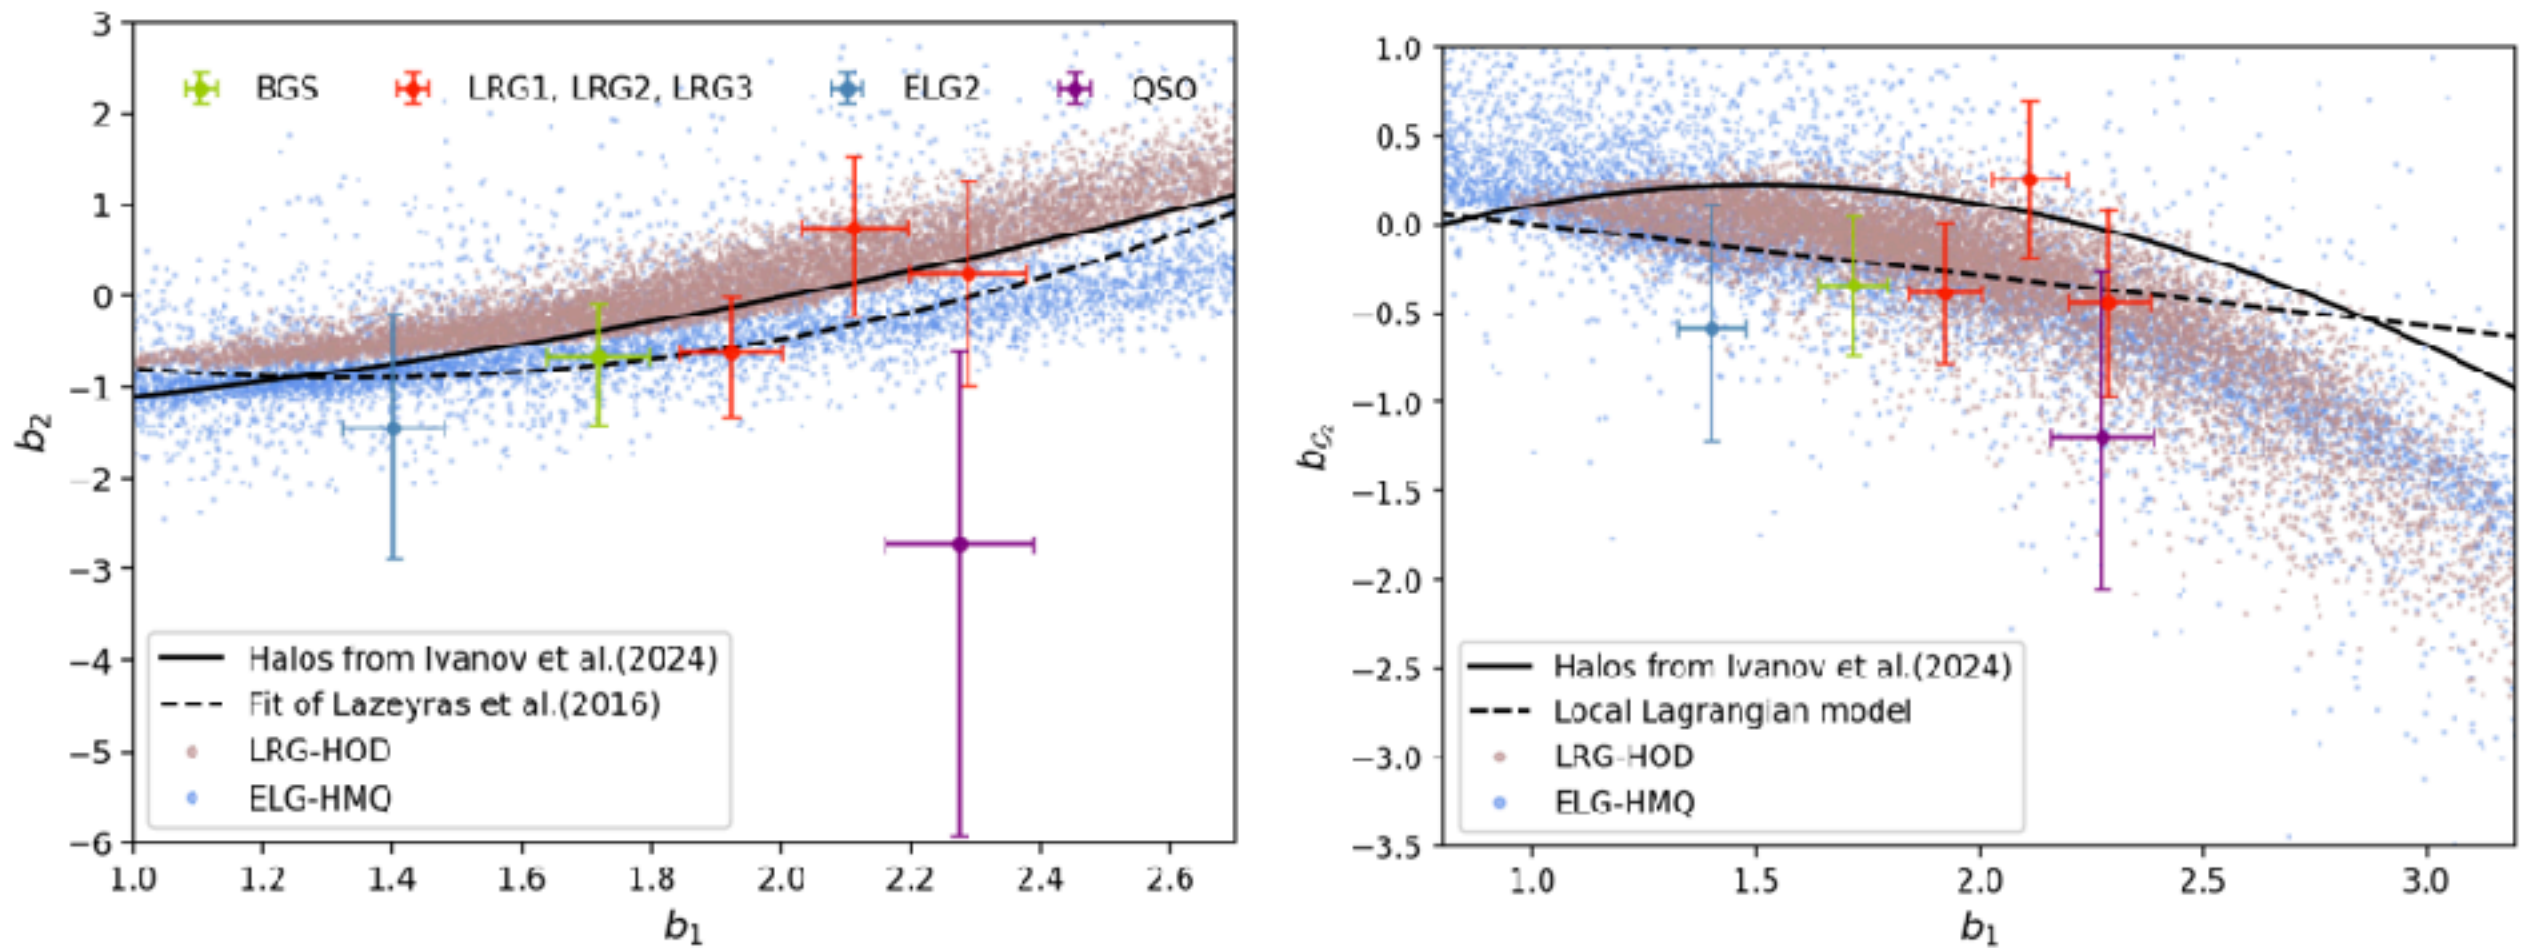 3
2
1
0
−1
−2
−3
−4
−5
−6
b₂
BGS
LRG1, LRG2, LRG3
ELG2
QSO
Halos from Ivanov et al.(2024)
Fit of Lazeyras et al.(2016)
LRG-HOD
ELG-HMQ
1.0 1.2 1.4 1.6 1.8 2.0 2.2 2.4 2.6
b₁
1.0
0.5
0.0
−0.5
−1.0
−1.5
−2.0
−2.5
−3.0
−3.5
b𝒢₂
Halos from Ivanov et al.(2024)
Local Lagrangian model
LRG-HOD
ELG-HMQ
1.0 1.5 2.0 2.5 3.0
b₁